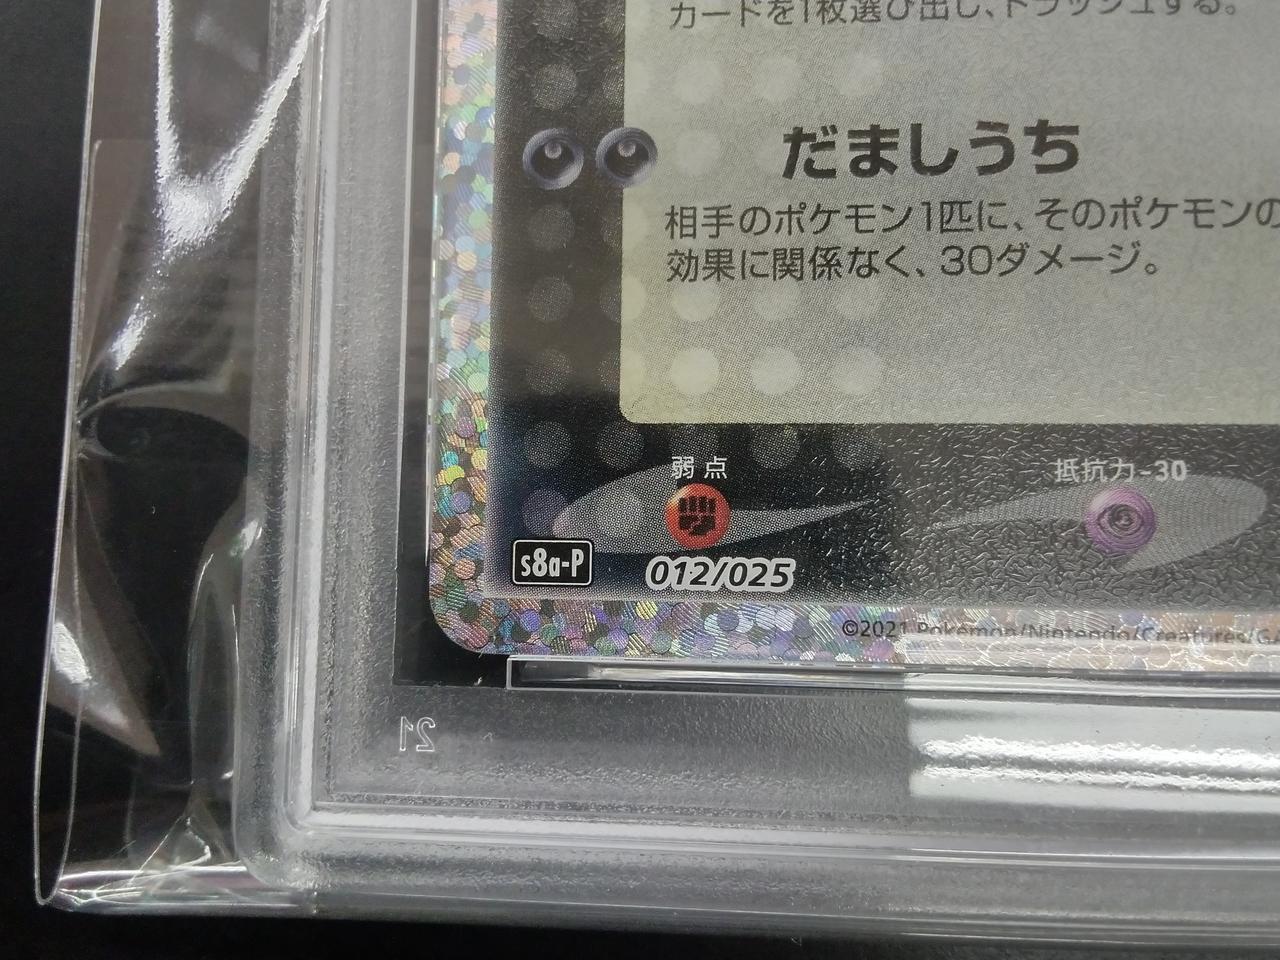 カードを1枚選び出し、トラッシュする。
だましうち
相手のポケモン1匹に、そのポケモンの
効果に関係なく、30ダメージ。
弱点
抵抗力 -30
s8a-P
012/025
©2021 Pokémon/Nintendo/Creatures/GA
21